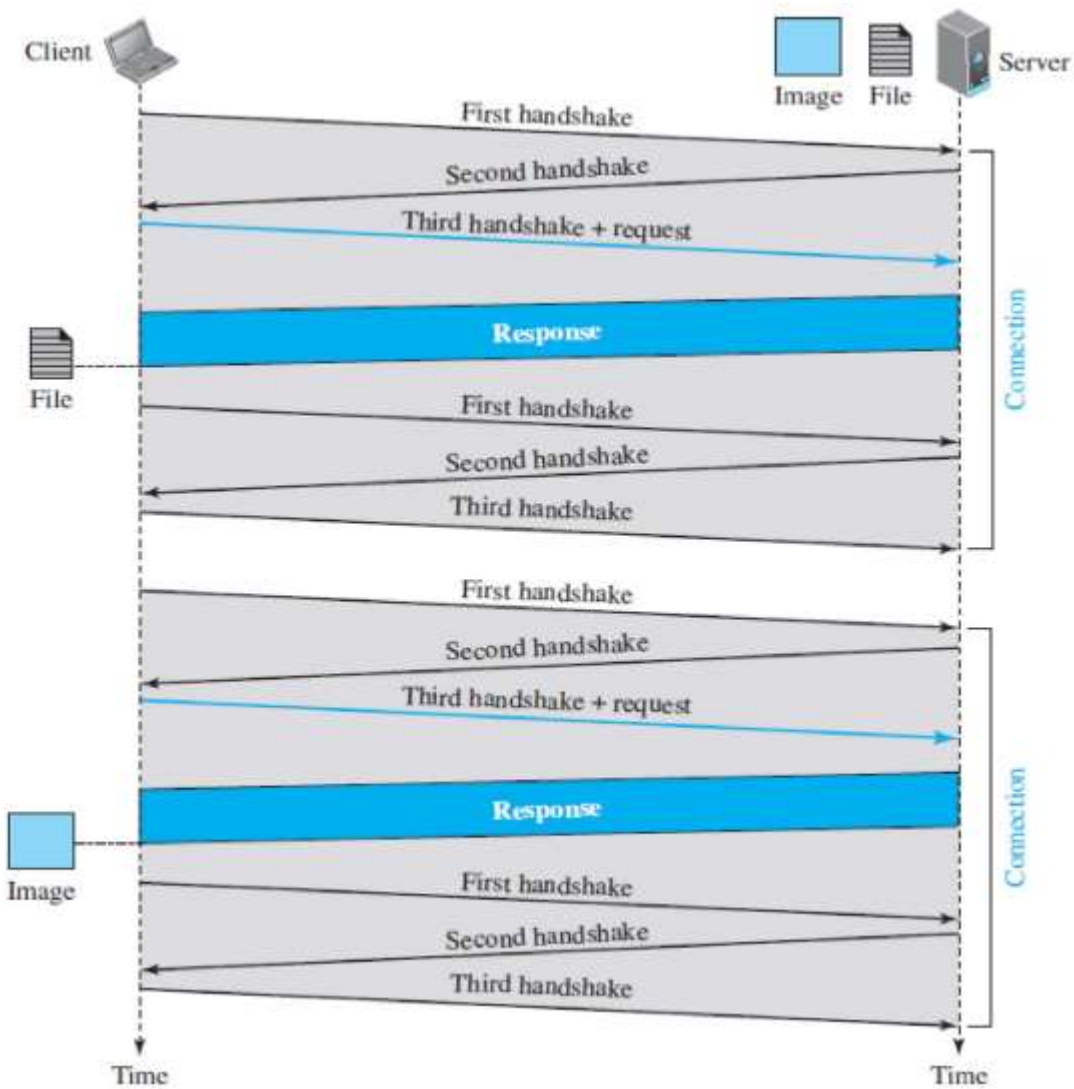 Client
Server
Image
File
First handshake
Second handshake
Third handshake + request
Response
File
First handshake
Second handshake
Third handshake
Connection
First handshake
Second handshake
Third handshake + request
Response
Image
First handshake
Second handshake
Third handshake
Connection
Time
Time